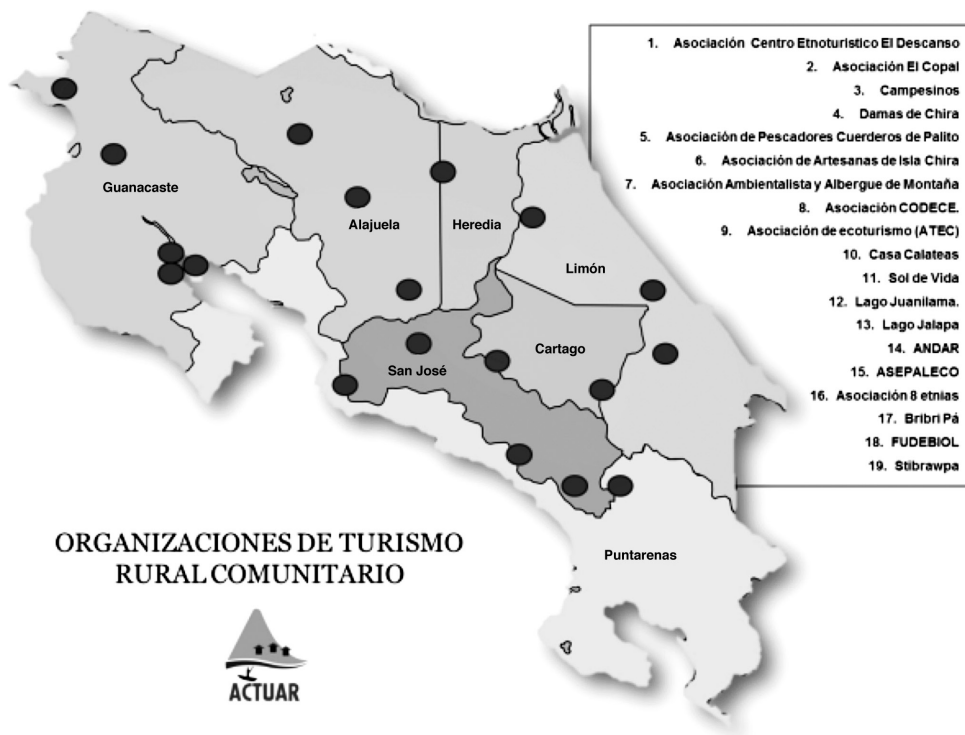 1. Asociación Centro Etnoturistico El Descanso
2. Asociación El Copal
3. Campesinos
4. Damas de Chira
5. Asociación de Pescadores Cuerderos de Palito
6. Asociación de Artesanas de Isla Chira
7. Asociación Ambientalista y Albergue de Montaña
8. Asociación CODECE.
9. Asociación de ecoturismo (ATEC)
10. Casa Calateas
11. Sol de Vida
12. Lago Juanilama.
13. Lago Jalapa
14. ANDAR
15. ASEPALECO
16. Asociación 8 etnias
17. Bribri Pá
18. FUDEBIOL
19. Stibrawpa
Guanacaste
Alajuela
Heredia
Limón
Cartago
San José
Puntarenas
ORGANIZACIONES DE TURISMO
RURAL COMUNITARIO
ACTUAR